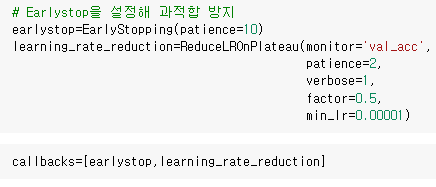 # Earlystop을 설정해 과적합 방지
earlystop=EarlyStopping(patience=10)
learning_rate_reduction=ReduceLROnPlateau(monitor='val_acc',
patience=2,
verbose=1,
factor=0.5,
min_lr=0.00001)
callbacks=[earlystop,learning_rate_reduction]